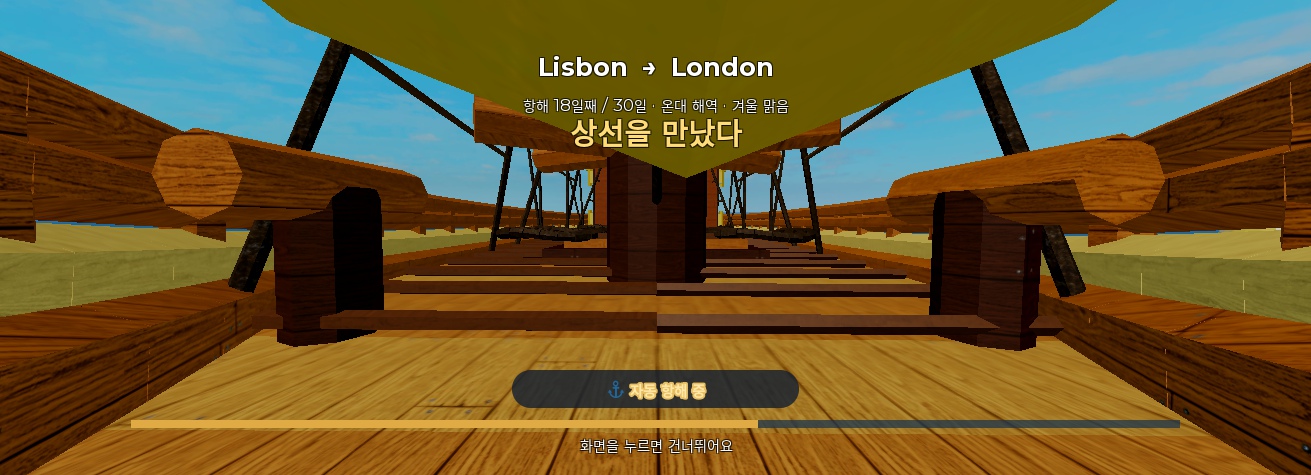 Lisbon → London
항해 18일째 / 30일 · 온대 해역 · 겨울 맑음
상선을 만났다
⚓ 자동 항해 중
화면을 누르면 건너뛰어요